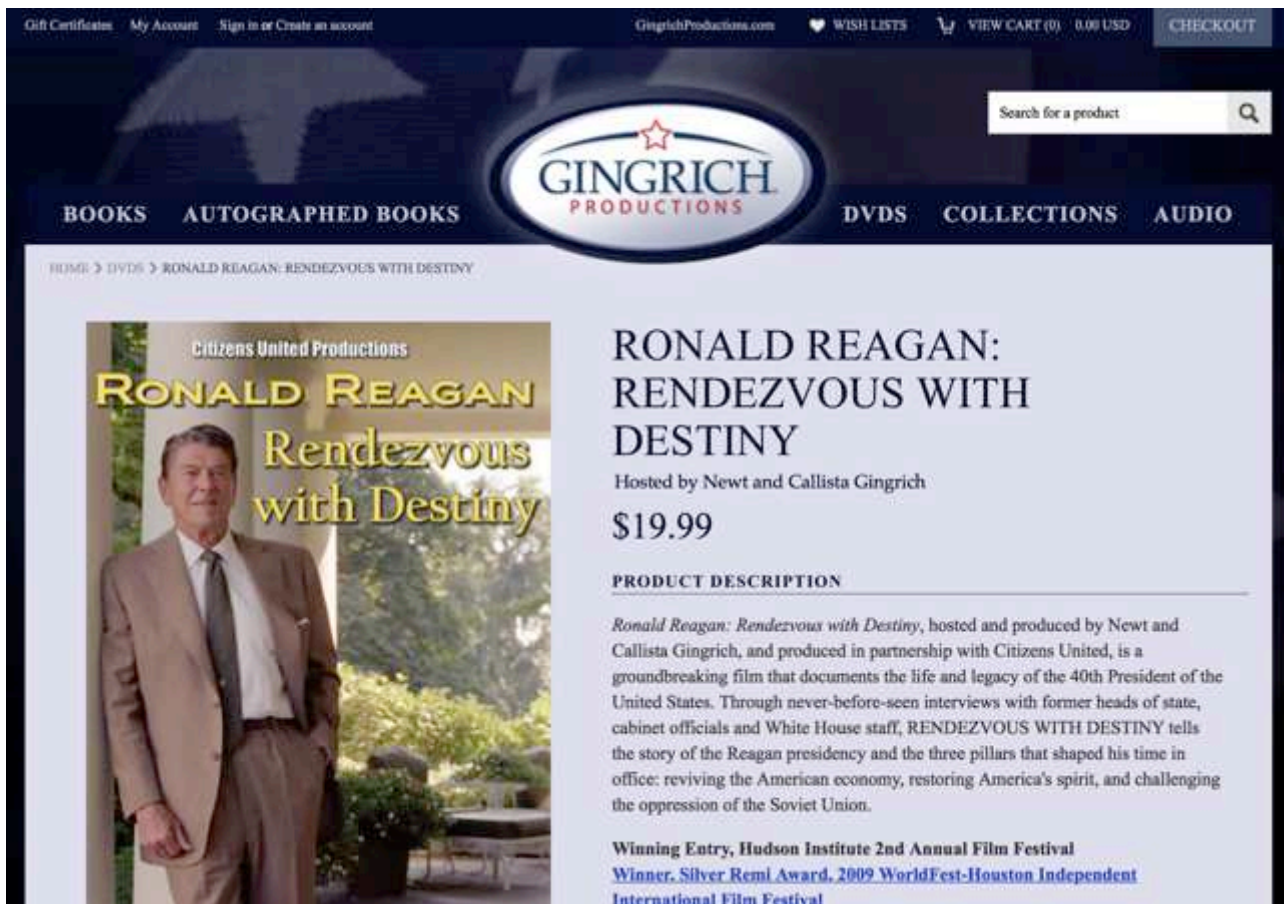 Gift Certificates My Account Sign in or Create an account GingrichProductions.com WISH LISTS VIEW CART (0) 0.00 USD CHECKOUT
Search for a product
GINGRICH
PRODUCTIONS
BOOKS AUTOGRAPHED BOOKS DVDS COLLECTIONS AUDIO
HOME > DVDS > RONALD REAGAN: RENDEZVOUS WITH DESTINY
Citizens United Productions
RONALD REAGAN
Rendezvous
with Destiny
RONALD REAGAN:
RENDEZVOUS WITH
DESTINY
Hosted by Newt and Callista Gingrich
$19.99
PRODUCT DESCRIPTION
Ronald Reagan: Rendezvous with Destiny, hosted and produced by Newt and
Callista Gingrich, and produced in partnership with Citizens United, is a
groundbreaking film that documents the life and legacy of the 40th President of the
United States. Through never-before-seen interviews with former heads of state,
cabinet officials and White House staff, RENDEZVOUS WITH DESTINY tells
the story of the Reagan presidency and the three pillars that shaped his time in
office: reviving the American economy, restoring America's spirit, and challenging
the oppression of the Soviet Union.
Winning Entry, Hudson Institute 2nd Annual Film Festival
Winner, Silver Remi Award, 2009 WorldFest-Houston Independent
International Film Festival